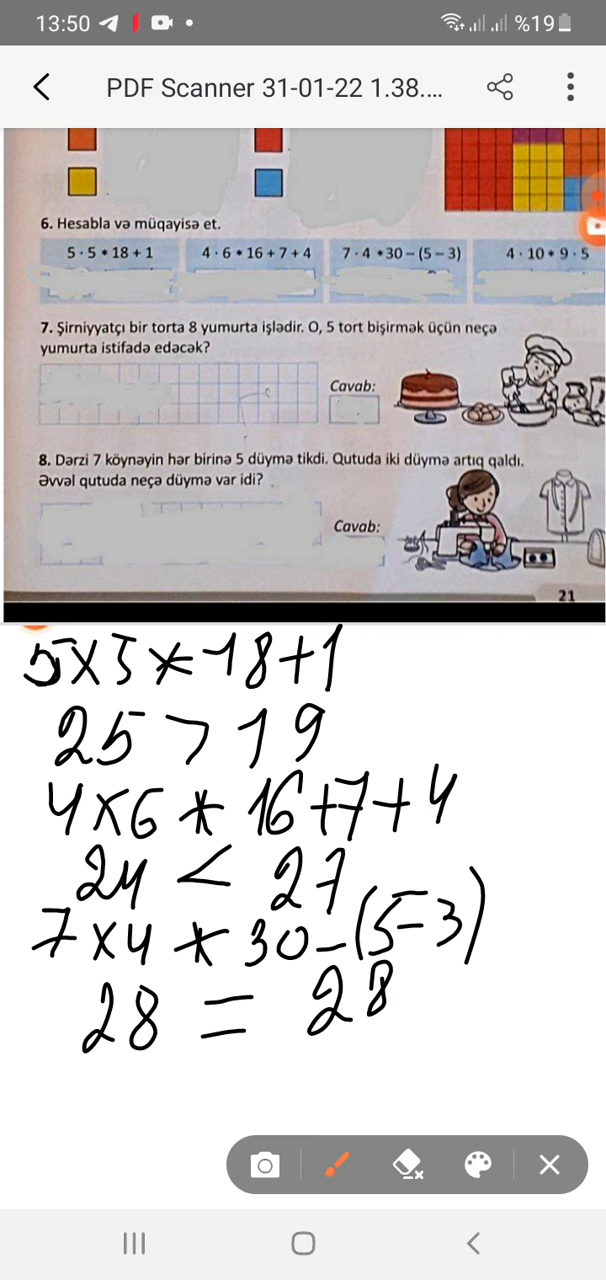 13:50 %19
PDF Scanner 31-01-22 1.38....
6. Hesabla və müqayisə et.
5 · 5 * 18 + 1 4 · 6 * 16 + 7 + 4 7 · 4 * 30 – (5 – 3) 4 · 10 * 9 · 5
7. Şirniyyatçı bir torta 8 yumurta işlədir. O, 5 tort bişirmək üçün neçə
yumurta istifadə edəcək?
Cavab:
8. Dərzi 7 köynəyin hər birinə 5 düymə tikdi. Qutuda iki düymə artıq qaldı.
Əvvəl qutuda neçə düymə var idi?
Cavab:
21
5x5*18+1
25 > 19
4x6 * 16+7+4
24 < 27
7x4 * 30-(5-3)
28 = 28